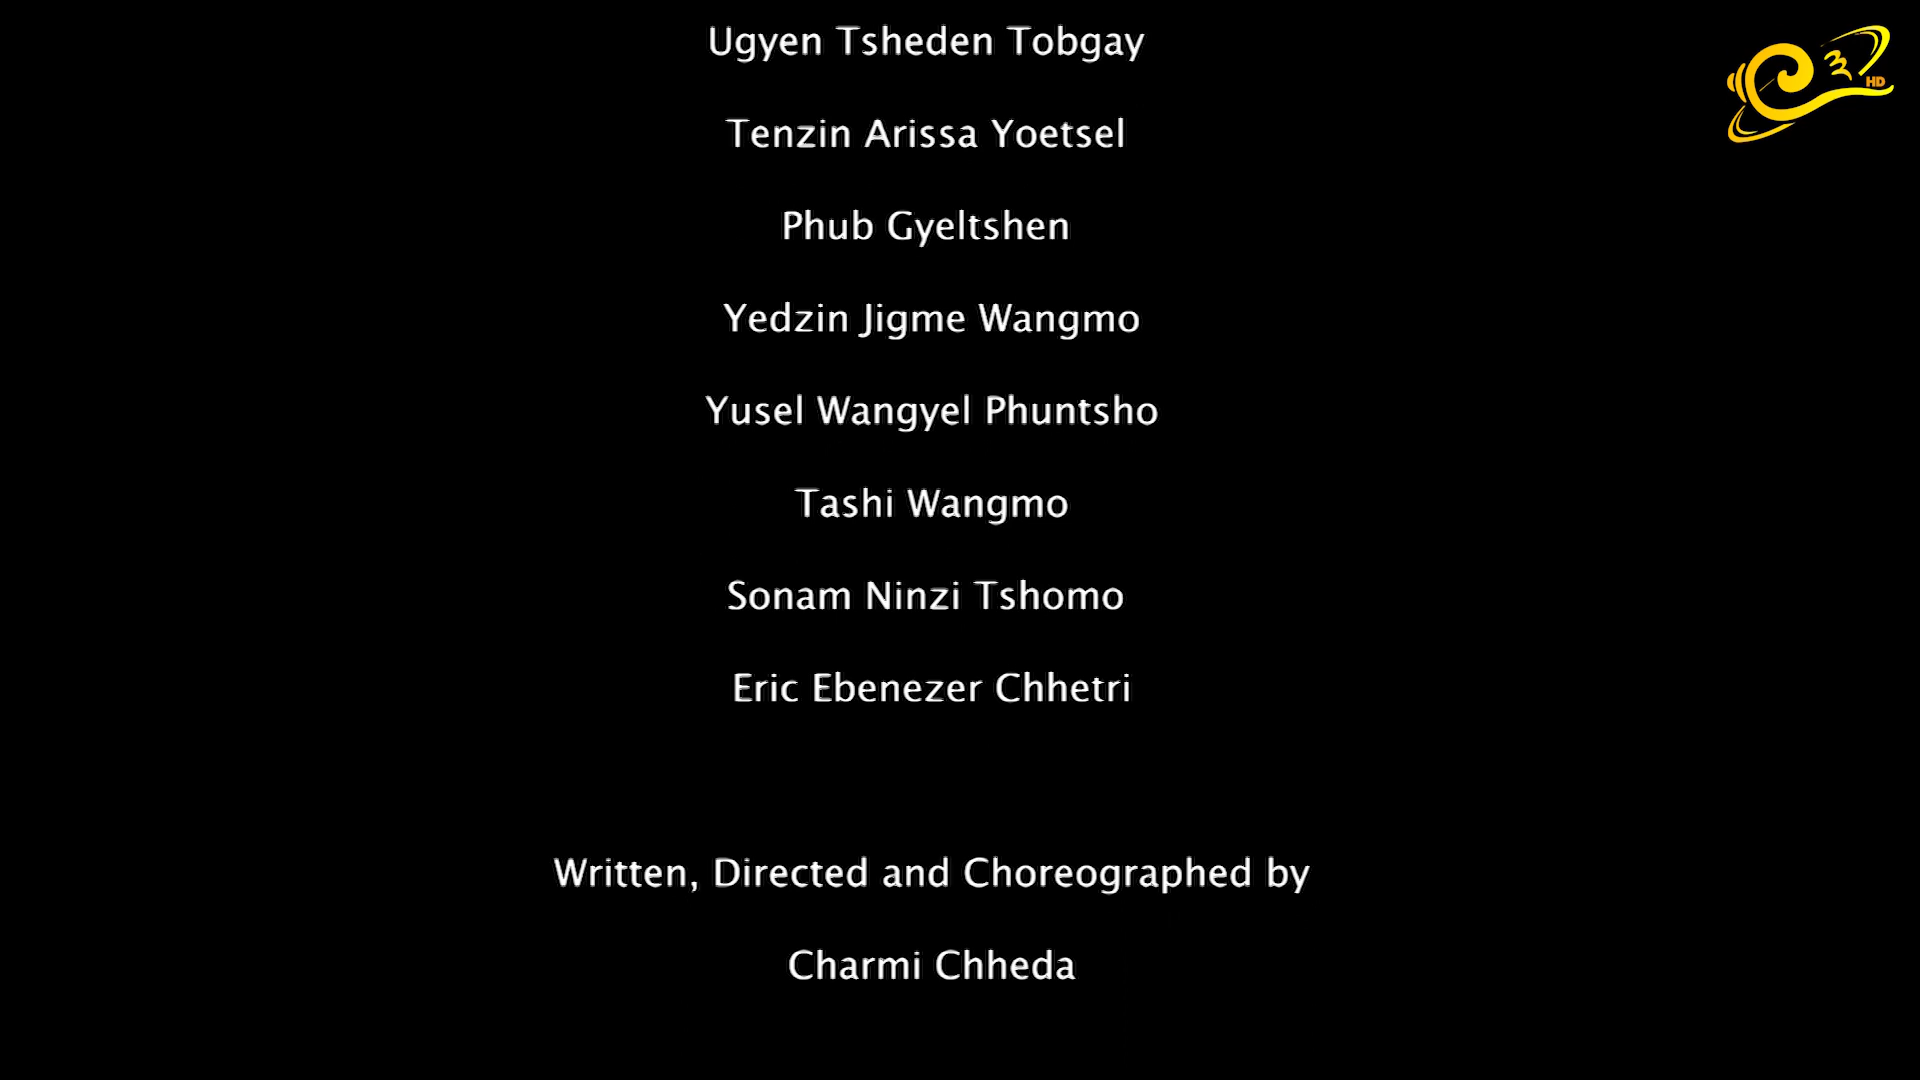 Ugyen Tsheden Tobgay
Tenzin Arissa Yoetsel
Phub Gyeltshen
Yedzin Jigme Wangmo
Yusel Wangyel Phuntsho
Tashi Wangmo
Sonam Ninzi Tshomo
Eric Ebenezer Chhetri
Written, Directed and Choreographed by
Charmi Chheda
HD